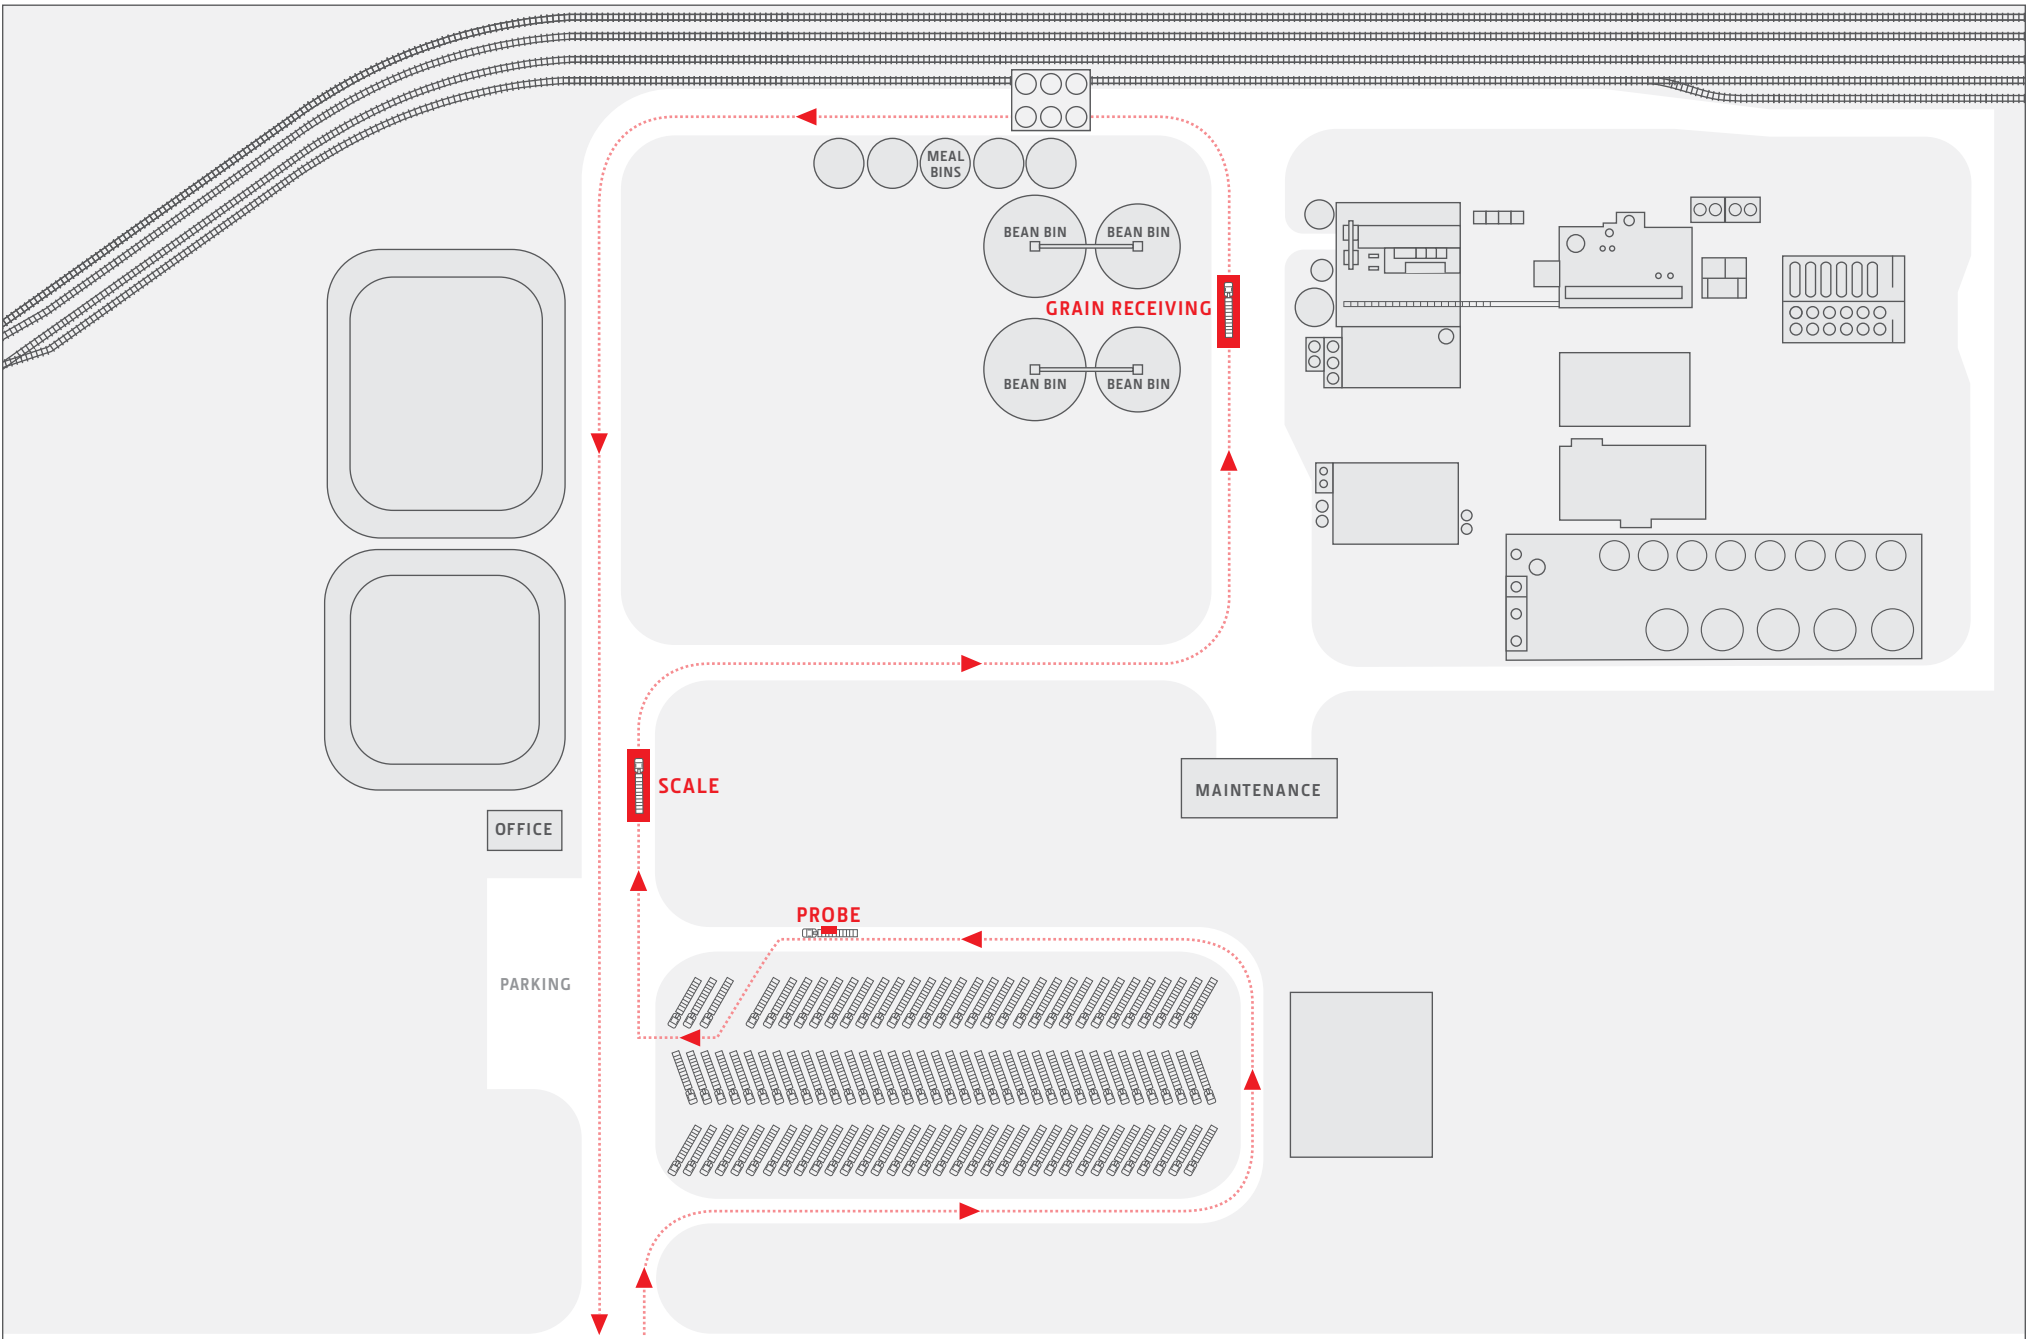 MEAL
BINS
BEAN BIN
BEAN BIN
GRAIN RECEIVING
BEAN BIN
BEAN BIN
SCALE
MAINTENANCE
OFFICE
PROBE
PARKING